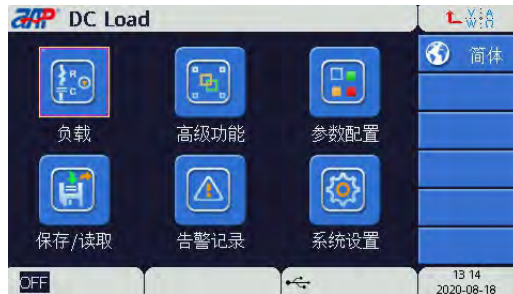 AAP DC Load
V A
W Ω
简体
负载
高级功能
参数配置
保存/读取
告警记录
系统设置
OFF
13 14
2020-08-18